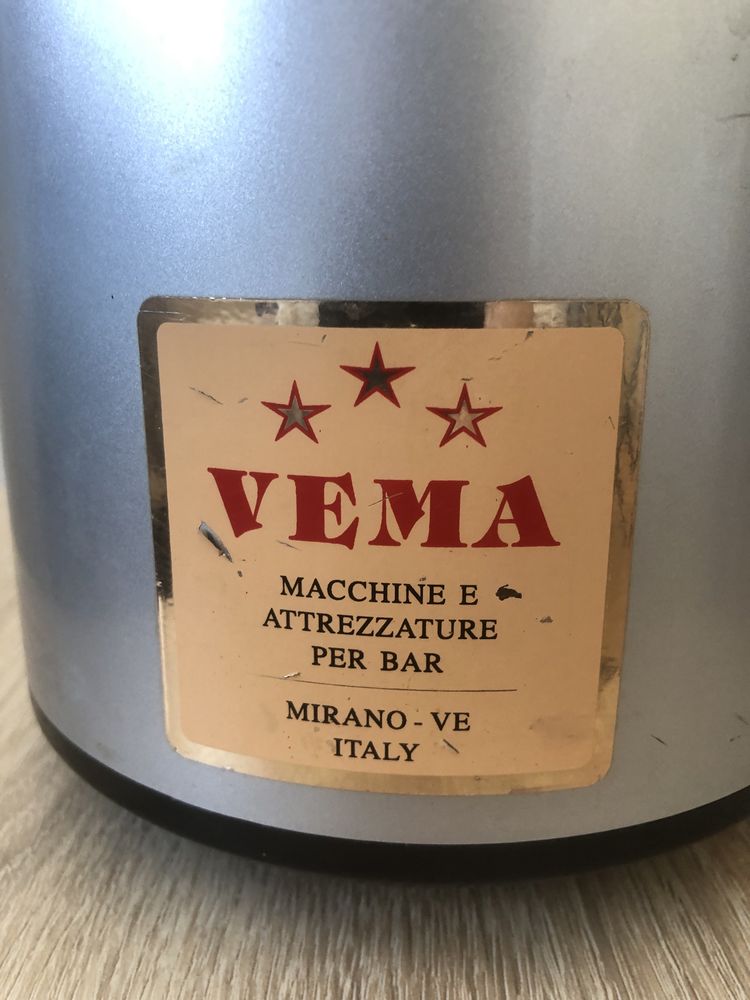 VEMA
MACCHINE E
ATTREZZATURE
PER BAR
MIRANO - VE
ITALY